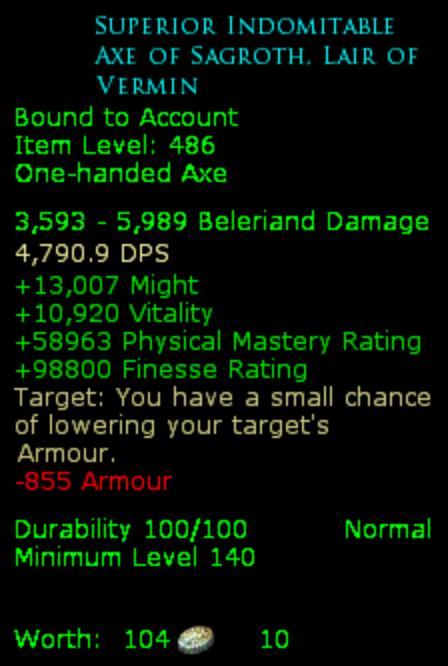 Superior Indomitable
Axe of Sagroth, Lair of
Vermin
Bound to Account
Item Level: 486
One-handed Axe
3,593 - 5,989 Beleriand Damage
4,790.9 DPS
+13,007 Might
+10,920 Vitality
+58963 Physical Mastery Rating
+98800 Finesse Rating
Target: You have a small chance
of lowering your target's
Armour.
-855 Armour
Durability 100/100 Normal
Minimum Level 140
Worth: 104 10